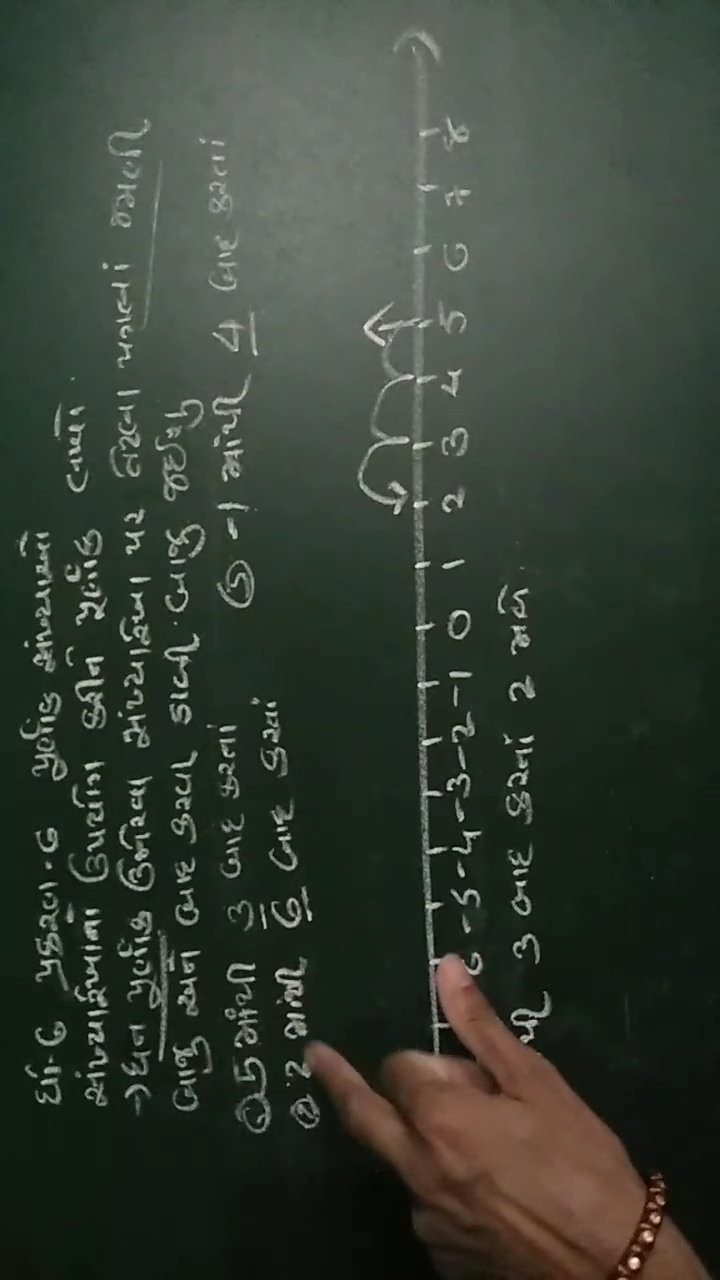 ધો-6 પ્રકરણ-6 પૂર્ણાંક સંખ્યાઓ
સંખ્યારેખાનો ઉપયોગ કરીને પૂર્ણાંક લખો.
→ ધન પૂર્ણાંક ઉમેરવા સંખ્યારેખા પર તેટલા પગલાં જમણી
બાજુ અને બાદ કરવા ડાબી બાજુ જઈશું
① 5 માંથી 3 બાદ કરતાં ③ -1 માંથી 4 બાદ કરતાં
② 2 માંથી 6 બાદ કરતાં
6 -5 -4 -3 -2 -1 0 1 2 3 4 5 6 7 8
3 બાદ કરતાં 2 મળે.